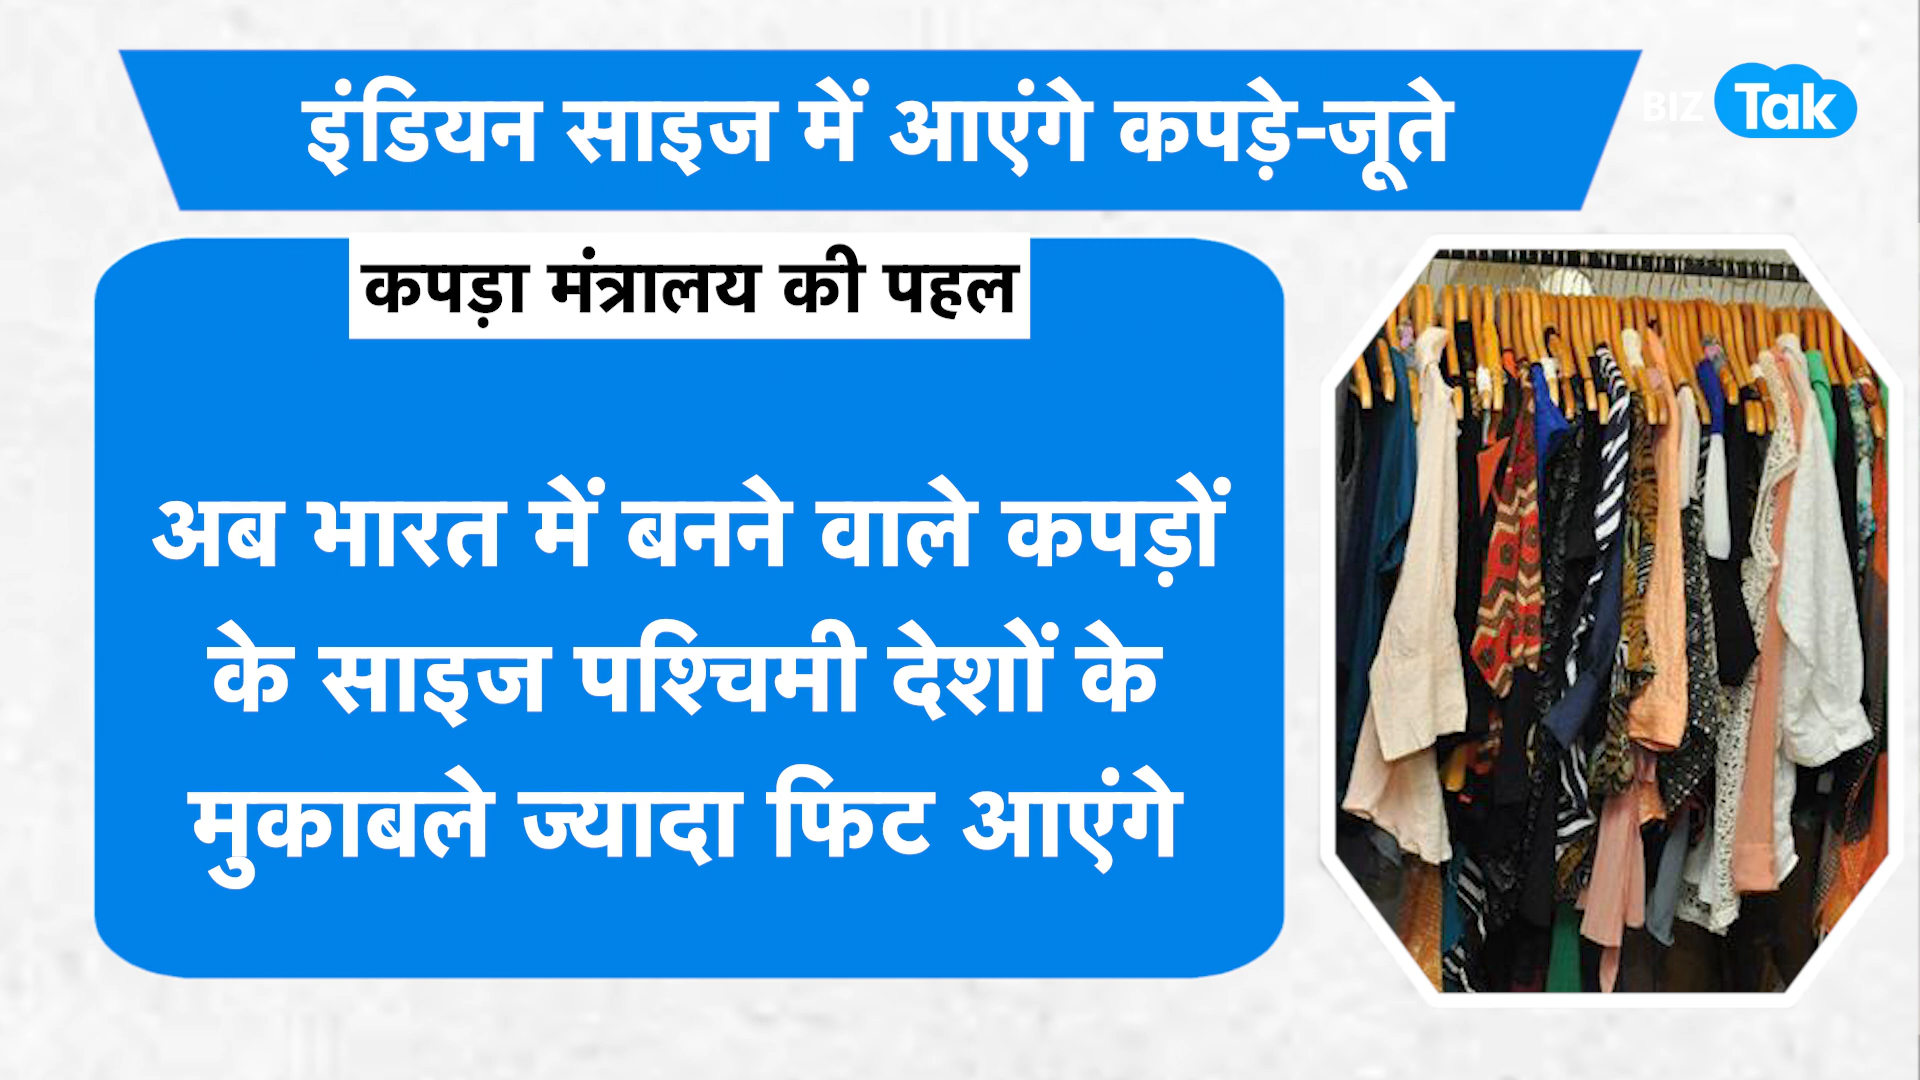 इंडियन साइज में आएंगे कपड़े-जूते
BIZ Tak
कपड़ा मंत्रालय की पहल
अब भारत में बनने वाले कपड़ों
के साइज पश्चिमी देशों के
मुकाबले ज्यादा फिट आएंगे